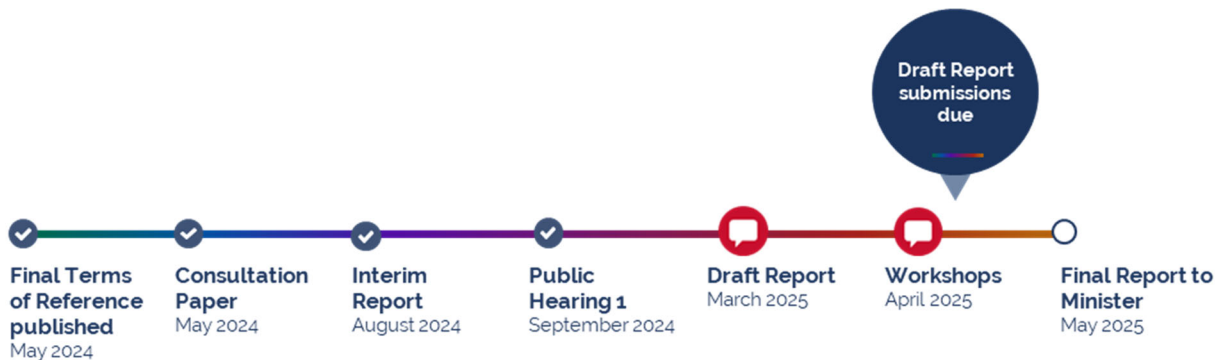 Draft Report
submissions
due
Final Terms
of Reference
published
May 2024
Consultation
Paper
May 2024
Interim
Report
August 2024
Public
Hearing 1
September 2024
Draft Report
March 2025
Workshops
April 2025
Final Report to
Minister
May 2025